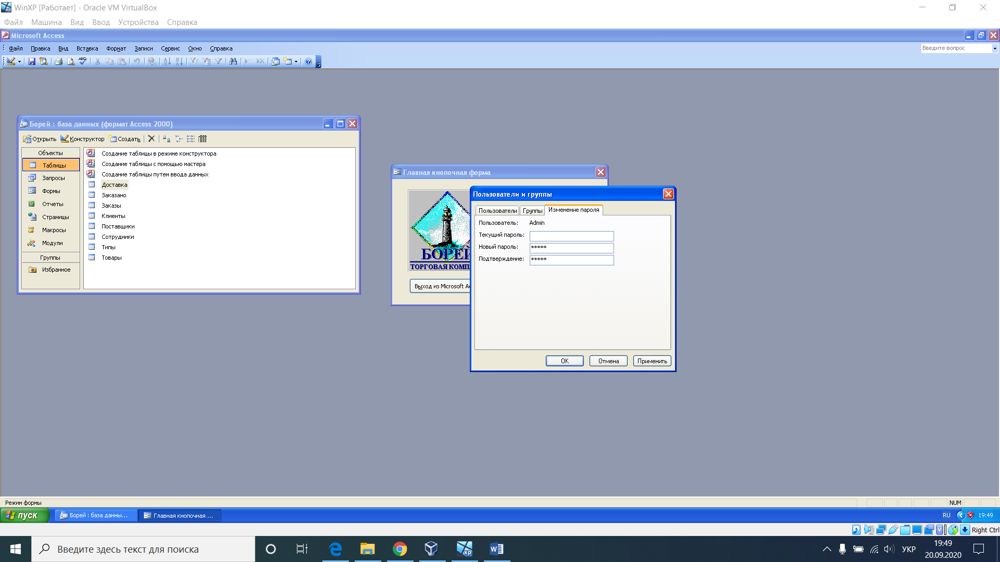 WinXP [Работает] - Oracle VM VirtualBox
Файл Машина Вид Ввод Устройства Справка
Microsoft Access
Файл Правка Вид Вставка Формат Записи Сервис Окно Справка
Введите вопрос
Борей : база данных (формат Access 2000)
Открыть Конструктор Создать
Объекты
Таблицы
Запросы
Формы
Отчеты
Страницы
Макросы
Модули
Группы
Избранное
Создание таблицы в режиме конструктора
Создание таблицы с помощью мастера
Создание таблицы путем ввода данных
Доставка
Заказано
Заказы
Клиенты
Поставщики
Сотрудники
Типы
Товары
Главная кнопочная форма
БОРЕЙ
ТОРГОВАЯ КОМП
Выход из Microsoft Ac
Пользователи и группы
Пользователи Группы Изменение пароля
Пользователь: Admin
Текущий пароль:
Новый пароль: *****
Подтверждение: *****
OK Отмена Применить
Режим формы
NUM
пуск
Борей : база данны...
Главная кнопочная ...
RU
19:49
Right Ctrl
Введите здесь текст для поиска
УКР
19:49
20.09.2020